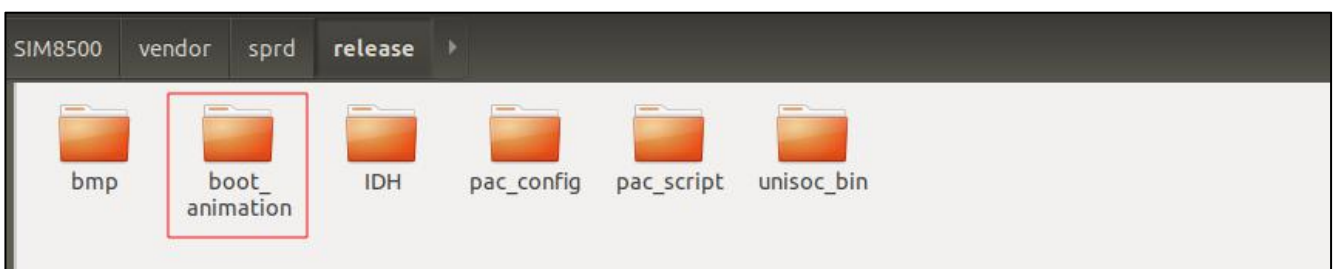 SIM8500 vendor sprd release
bmp boot_ IDH pac_config pac_script unisoc_bin
animation